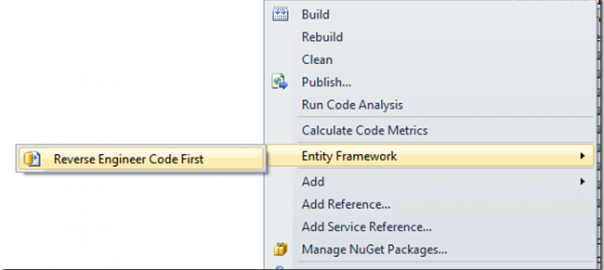 Build
Rebuild
Clean
Publish...
Run Code Analysis
Calculate Code Metrics
Reverse Engineer Code First
Entity Framework
Add
Add Reference...
Add Service Reference...
Manage NuGet Packages...